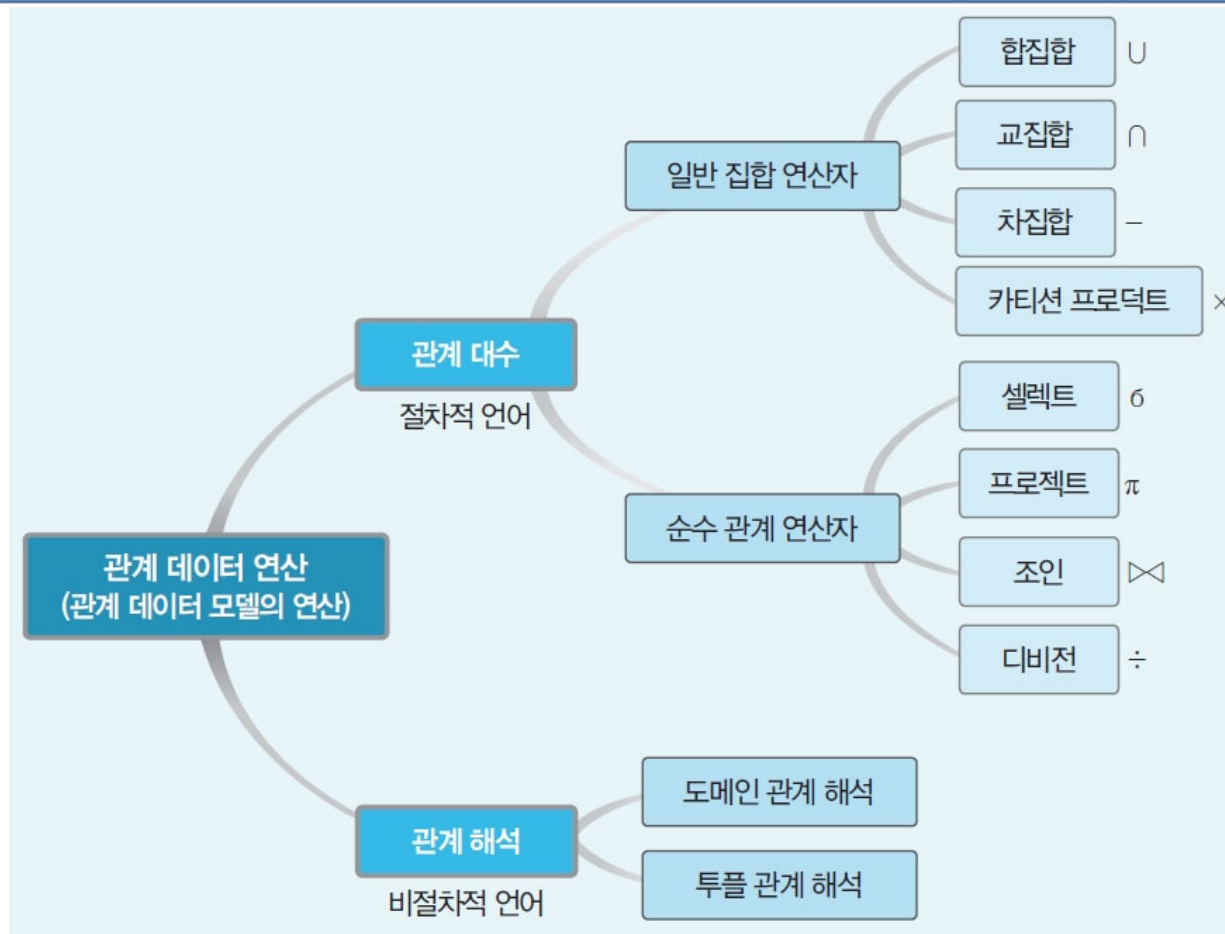 합집합 ∪
교집합 ∩
일반 집합 연산자
차집합 −
카티션 프로덕트 ×
관계 대수
절차적 언어
셀렉트 б
프로젝트 π
순수 관계 연산자
조인 ⋈
디비전 ÷
관계 데이터 연산
(관계 데이터 모델의 연산)
도메인 관계 해석
관계 해석
비절차적 언어
투플 관계 해석